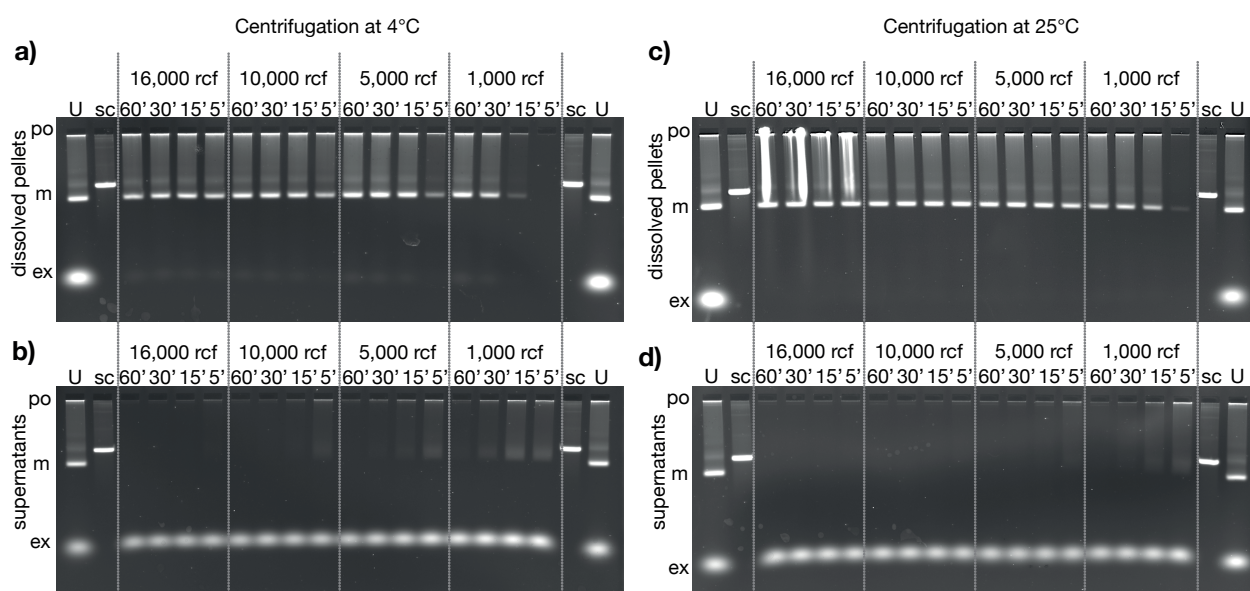 Centrifugation at 4°C
a)
16,000 rcf 10,000 rcf 5,000 rcf 1,000 rcf
U sc 60' 30' 15' 5' 60' 30' 15' 5' 60' 30' 15' 5' 60' 30' 15' 5' sc U
po
m
ex
dissolved pellets
b)
16,000 rcf 10,000 rcf 5,000 rcf 1,000 rcf
U sc 60' 30' 15' 5' 60' 30' 15' 5' 60' 30' 15' 5' 60' 30' 15' 5' sc U
po
m
ex
supernatants
Centrifugation at 25°C
c)
16,000 rcf 10,000 rcf 5,000 rcf 1,000 rcf
U sc 60' 30' 15' 5' 60' 30' 15' 5' 60' 30' 15' 5' 60' 30' 15' 5' sc U
po
m
ex
dissolved pellets
d)
16,000 rcf 10,000 rcf 5,000 rcf 1,000 rcf
U sc 60' 30' 15' 5' 60' 30' 15' 5' 60' 30' 15' 5' 60' 30' 15' 5' sc U
po
m
ex
supernatants